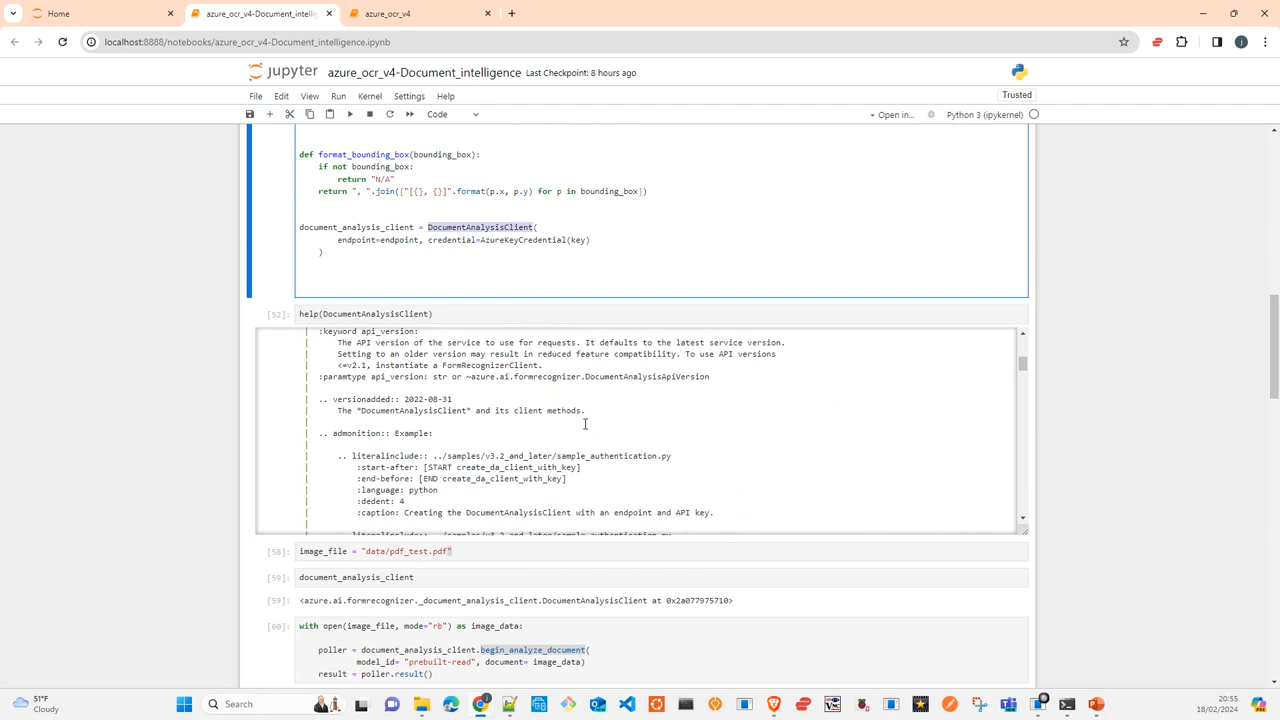 Home
azure_ocr_v4-Document_intellig
azure_ocr_v4
localhost:8888/notebooks/azure_ocr_v4-Document_intelligence.ipynb
jupyter azure_ocr_v4-Document_intelligence Last Checkpoint: 8 hours ago
Trusted
File Edit View Run Kernel Settings Help
Code
Open in...
Python 3 (ipykernel)
def format_bounding_box(bounding_box):
if not bounding_box:
return "N/A"
return ", ".join(["[{}, {}]".format(p.x, p.y) for p in bounding_box])
document_analysis_client = DocumentAnalysisClient(
endpoint=endpoint, credential=AzureKeyCredential(key)
)
[52]: help(DocumentAnalysisClient)
| :keyword api_version:
| The API version of the service to use for requests. It defaults to the latest service version.
| Setting to an older version may result in reduced feature compatibility. To use API versions
| <=v2.1, instantiate a FormRecognizerClient.
| :paramtype api_version: str or ~azure.ai.formrecognizer.DocumentAnalysisApiVersion
|
| .. versionadded:: 2022-08-31
| The *DocumentAnalysisClient* and its client methods.
|
| .. admonition:: Example:
|
| .. literalinclude:: ../samples/v3.2_and_later/sample_authentication.py
| :start-after: [START create_da_client_with_key]
| :end-before: [END create_da_client_with_key]
| :language: python
| :dedent: 4
| :caption: Creating the DocumentAnalysisClient with an endpoint and API key.
[58]: image_file = "data/pdf_test.pdf"
[59]: document_analysis_client
[59]: <azure.ai.formrecognizer._document_analysis_client.DocumentAnalysisClient at 0x2a077975710>
[60]: with open(image_file, mode="rb") as image_data:
poller = document_analysis_client.begin_analyze_document(
model_id= "prebuilt-read", document= image_data)
result = poller.result()
51°F
Cloudy
Search
20:55
18/02/2024